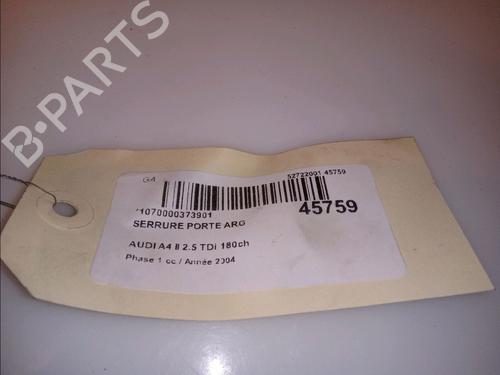 B-PARTS
GA
52722001 45759
*1070000373901
45759
SERRURE PORTE ARG
AUDI A4 II 2.5 TDi 180ch
Phase 1 cc / Année 2004